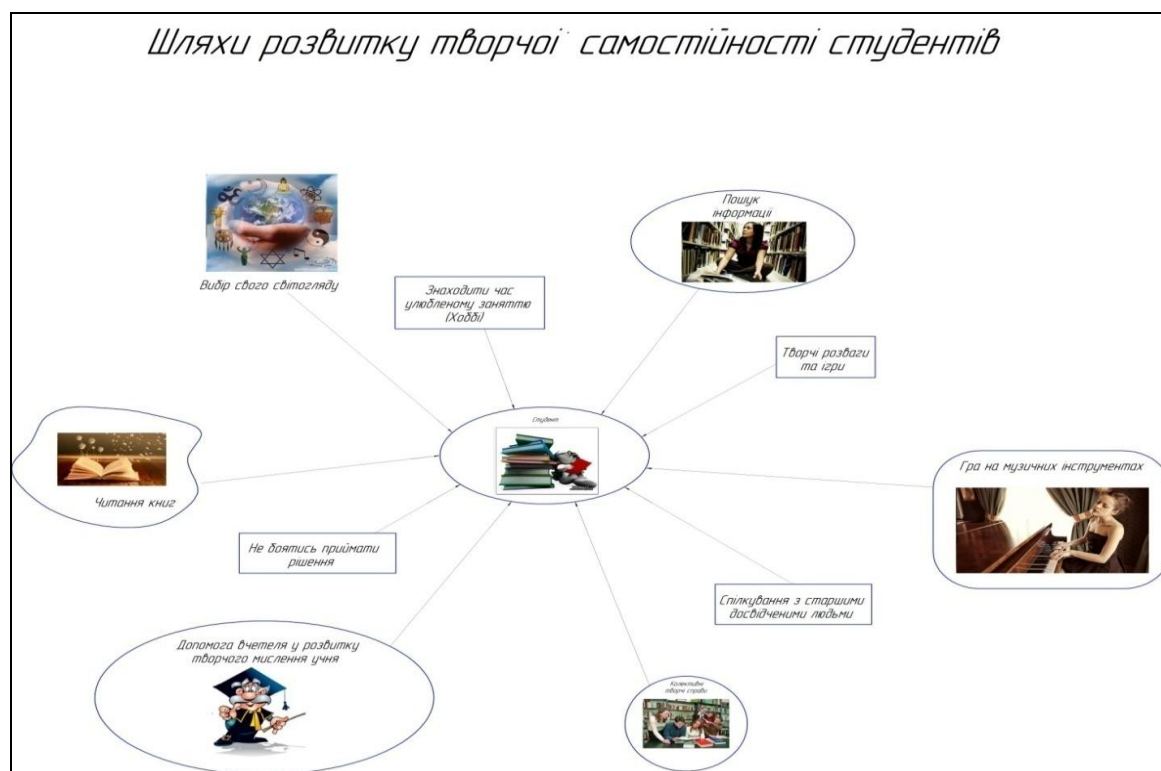 Шляхи розвитку творчої самостійності студентів
Пошук
інформації
Вибір свого світогляду
Знаходити час
улюбленому заняттю
(Хоббі)
Творчі розваги
та ігри
Студент
Читання книг
Гра на музичних інструментах
Не боятись приймати
рішення
Спілкування з старшими
досвідченими людьми
Допомога вчетеля у розвитку
творчого мислення учня
Колективні
творчі справи